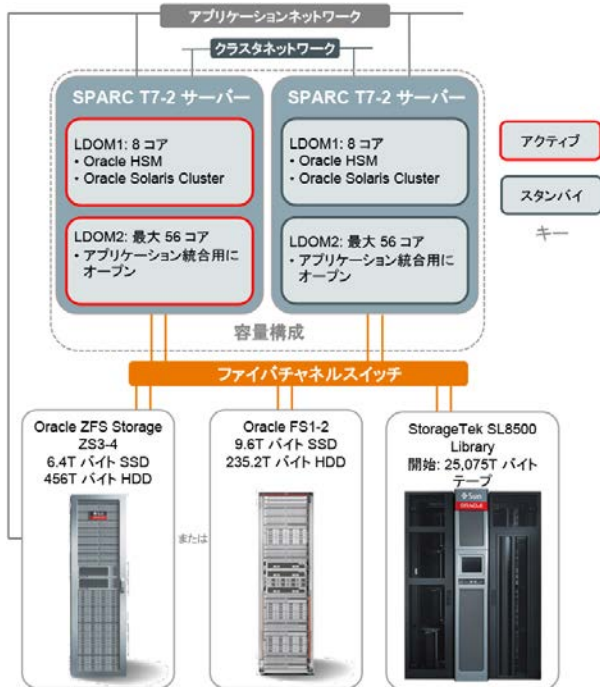 アプリケーションネットワーク
クラスタネットワーク
SPARC T7-2 サーバー
LDOM1: 8 コア
• Oracle HSM
• Oracle Solaris Cluster
LDOM2: 最大 56 コア
• アプリケーション統合用に
オープン
SPARC T7-2 サーバー
LDOM1: 8 コア
• Oracle HSM
• Oracle Solaris Cluster
LDOM2: 最大 56 コア
• アプリケーション統合用に
オープン
アクティブ
スタンバイ
キー
容量構成
ファイバチャネルスイッチ
Oracle ZFS Storage
ZS3-4
6.4T バイト SSD
456T バイト HDD
または
Oracle FS1-2
9.6T バイト SSD
235.2T バイト HDD
StorageTek SL8500
Library
開始: 25,075T バイト
テープ
Sun
ORACLE